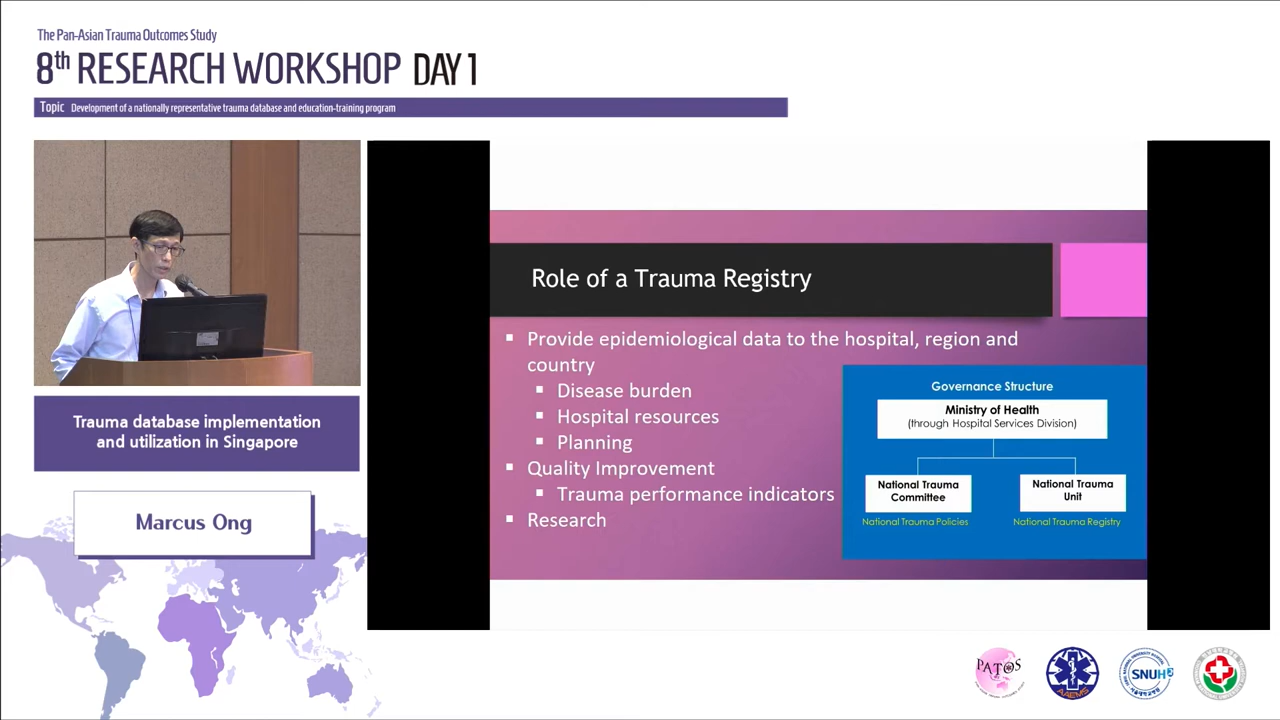 The Pan-Asian Trauma Outcomes Study
8th RESEARCH WORKSHOP DAY 1
Topic Development of a nationally representative trauma database and education-training program
Trauma database implementation
and utilization in Singapore
Marcus Ong
Role of a Trauma Registry
▪ Provide epidemiological data to the hospital, region and
country
▪ Disease burden
▪ Hospital resources
▪ Planning
▪ Quality Improvement
▪ Trauma performance indicators
▪ Research
Governance Structure
Ministry of Health
(through Hospital Services Division)
National Trauma
Committee
National Trauma Policies
National Trauma
Unit
National Trauma Registry
PATOS
AAEMS
SNUH